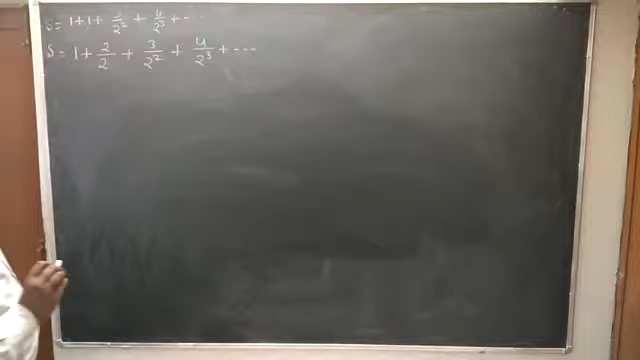 S = 1 + 1 + 3/2² + 4/2³ + ...
S = 1 + 2/2 + 3/2² + 4/2³ + ---